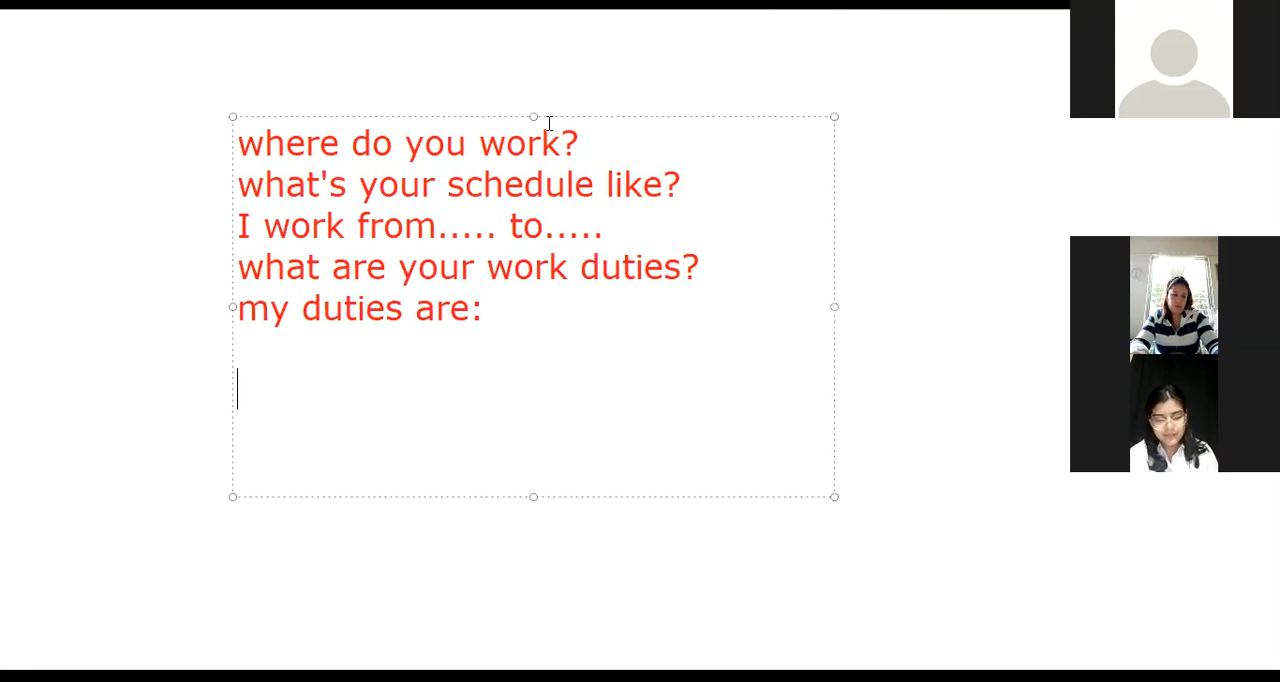 where do you work?
what's your schedule like?
I work from..... to.....
what are your work duties?
my duties are: